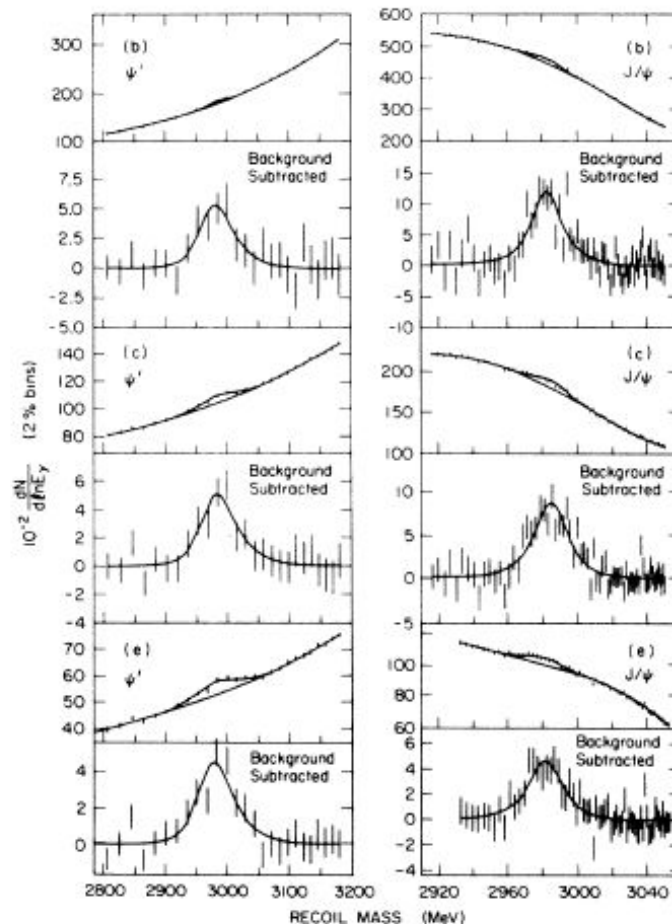 (b)
ψ'
300
200
100
Background
Subtracted
7.5
5.0
2.5
0
-2.5
-5.0
(c)
ψ'
140
120
100
80
Background
Subtracted
6
4
2
0
-2
-4
(e)
ψ'
70
60
50
40
Background
Subtracted
4
2
0
2800 2900 3000 3100 3200
(b)
J/ψ
600
500
400
300
200
Background
Subtracted
15
10
5
0
-5
-10
(c)
J/ψ
200
150
100
Background
Subtracted
10
5
0
-5
(e)
J/ψ
100
80
60
Background
Subtracted
6
4
2
0
-2
-4
2920 2960 3000 3040
10⁻² dN/dℓnEγ (2% bins)
RECOIL MASS (MeV)